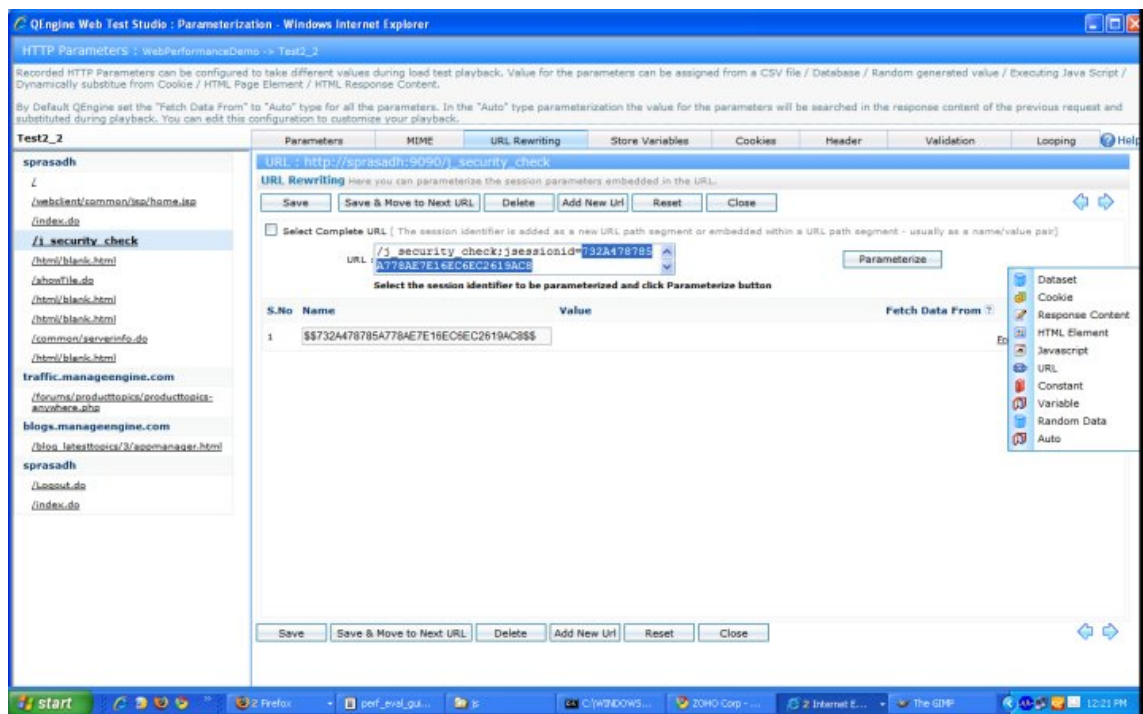 QEngine Web Test Studio : Parameterization - Windows Internet Explorer
HTTP Parameters : WebPerformanceDemo -> Test2_2
Recorded HTTP Parameters can be configured to take different values during load test playback. Value for the parameters can be assigned from a CSV file / Database / Random generated value / Executing Java Script /
Dynamically substitue from Cookie / HTML Page Element / HTML Response Content.
By Default QEngine set the "Fetch Data From" to "Auto" type for all the parameters. In the "Auto" type parameterization the value for the parameters will be searched in the response content of the previous request and
substituted during playback. You can edit this configuration to customize your playback.
Test2_2
Parameters MIME URL Rewriting Store Variables Cookies Header Validation Looping Help
sprasadh
/
/webclient/common/jsp/home.jsp
/index.do
/j_security_check
/html/blank.html
/showTile.do
/html/blank.html
/html/blank.html
/common/serverinfo.do
/html/blank.html
traffic.manageengine.com
/forums/producttopics/producttopics-
anywhere.php
blogs.manageengine.com
/blog_latesttopics/3/appmanager.html
sprasadh
/Logout.do
/index.do
URL : http://sprasadh:9090/j_security_check
URL Rewriting Here you can parameterize the session parameters embedded in the URL.
Save Save & Move to Next URL Delete Add New Url Reset Close
Select Complete URL [ The session identifier is added as a new URL path segment or embedded within a URL path segment - usually as a name/value pair]
URL : /j_security_check;jsessionid=732A478785
A778AE7E16EC6EC2619AC8
Parameterize
Select the session identifier to be parameterized and click Parameterize button
S.No Name Value Fetch Data From ?
1 $$732A478785A778AE7E16EC6EC2619AC8$$
Dataset
Cookie
Response Content
HTML Element
Javascript
URL
Constant
Variable
Random Data
Auto
Save Save & Move to Next URL Delete Add New Url Reset Close
start 2 Firefox perf_eval_gui... js C:\WINDOWS... ZOHO Corp - ... 2 Internet E... The GIMP 12:21 PM